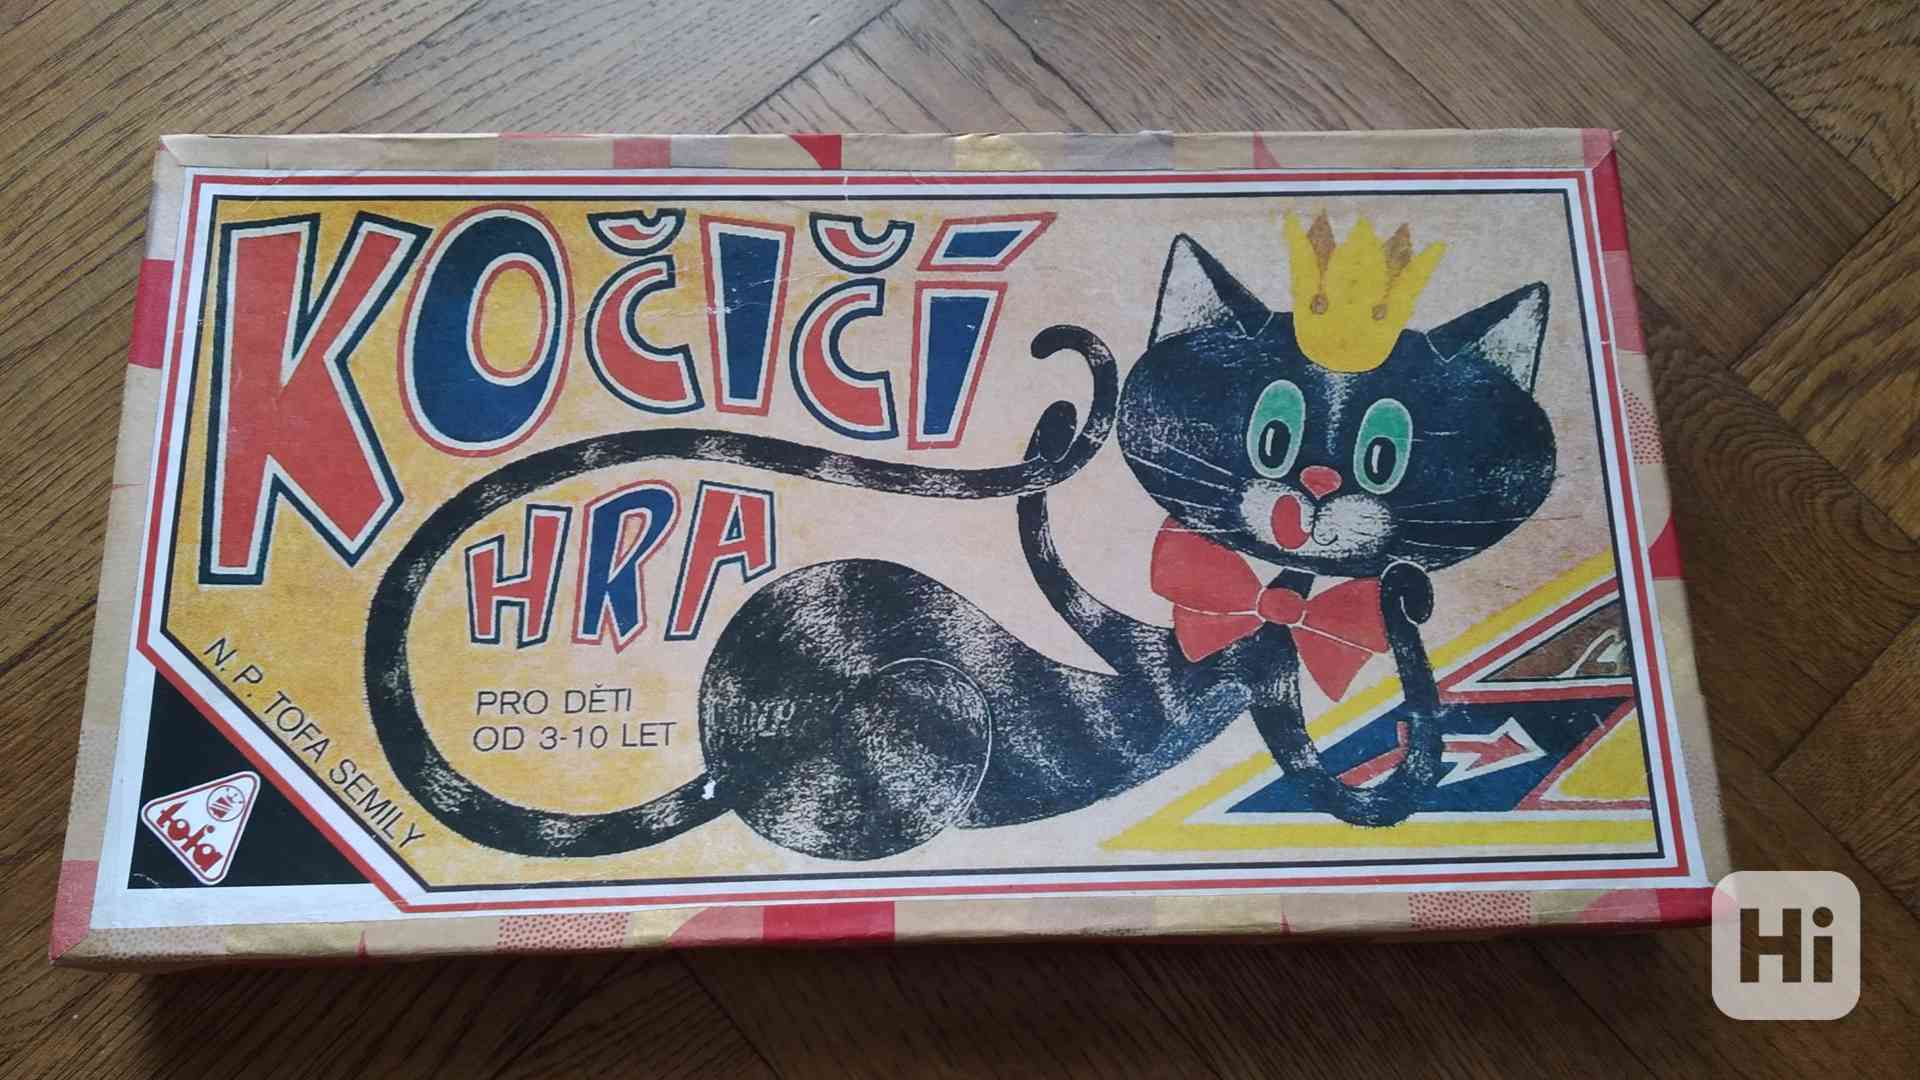 KOČIČÍ
HRA
PRO DĚTI
OD 3-10 LET
N. P. TOFA SEMILY
tofa
Hi